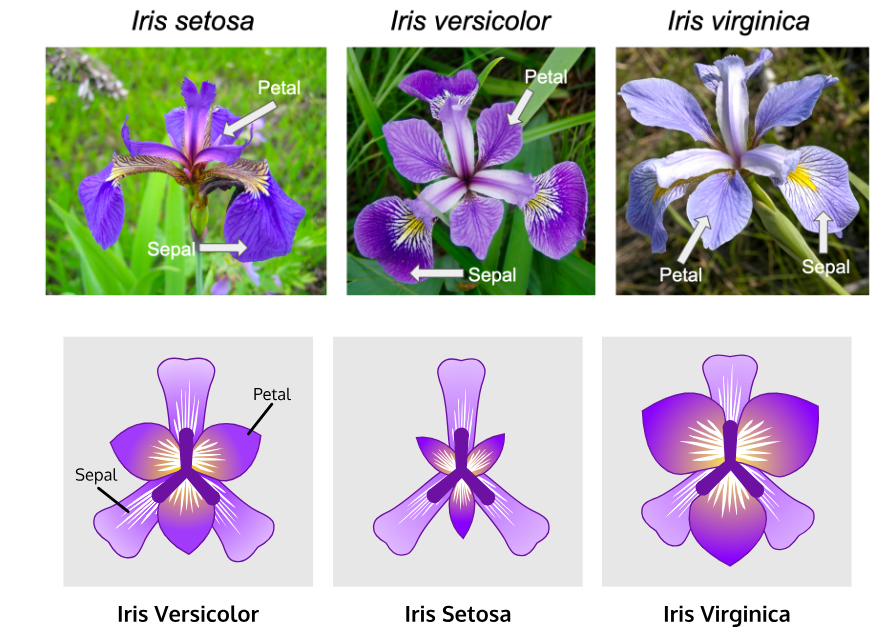 Iris setosa
Iris versicolor
Iris virginica
Petal
Sepal
Petal
Sepal
Petal
Sepal
Petal
Sepal
Iris Versicolor
Iris Setosa
Iris Virginica